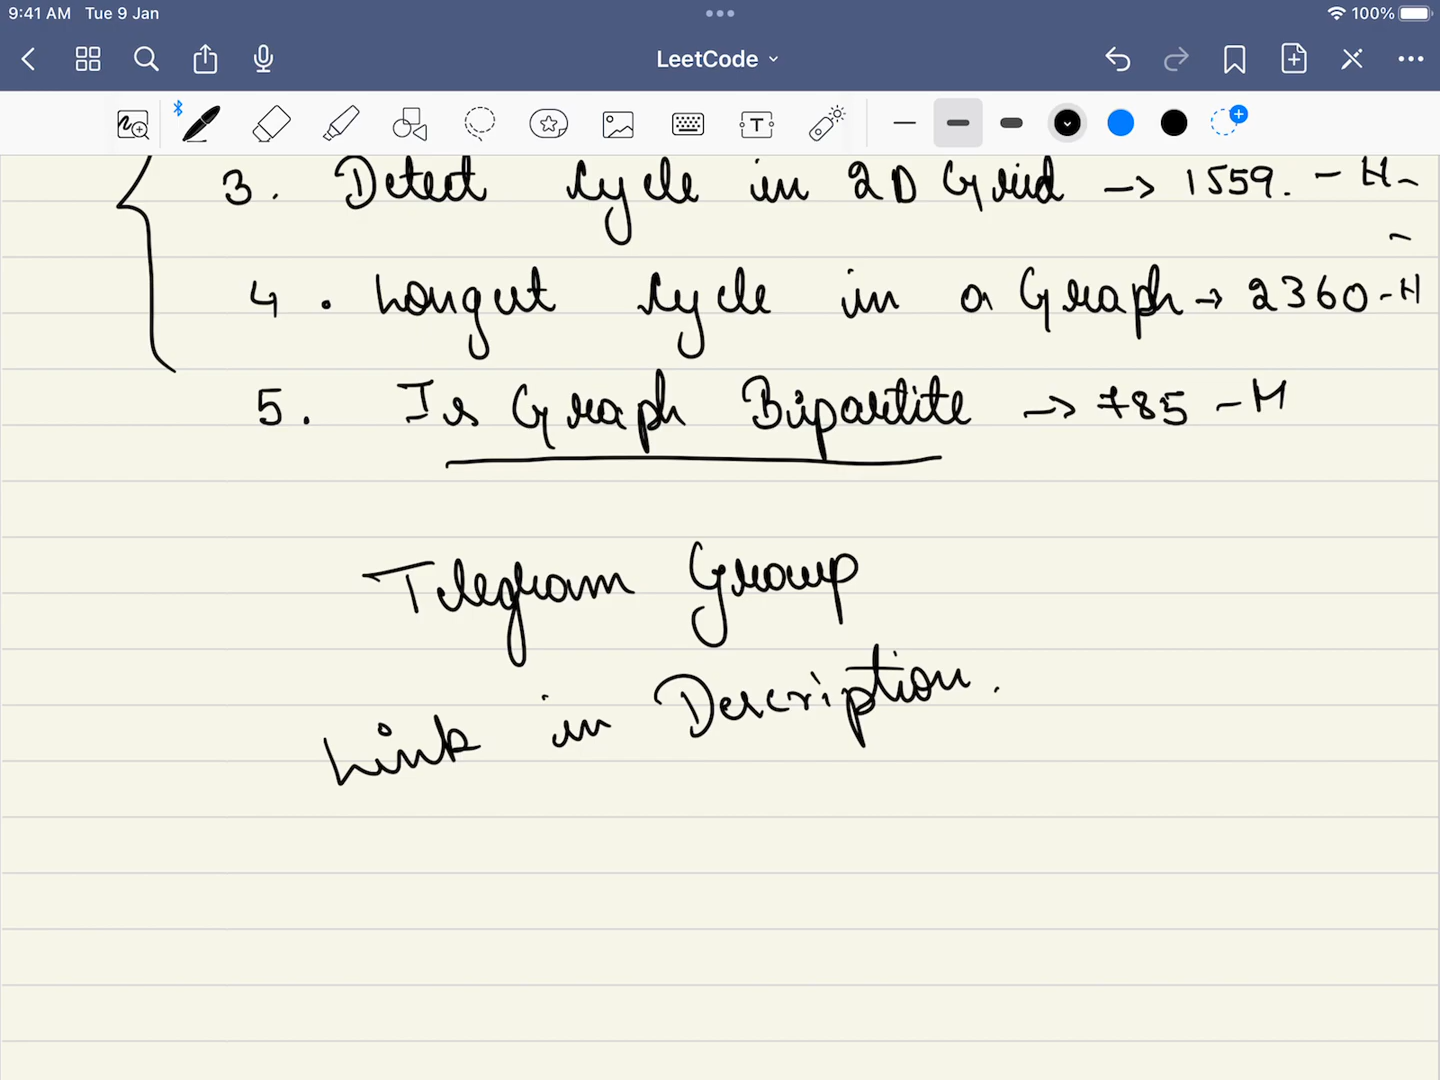 9:41 AM Tue 9 Jan
100%
LeetCode
T
3. Detect Cycle in 2D Grid -> 1559. - M
4. Longest Cycle in a Graph -> 2360 - H
5. Is Graph Bipartite -> 785 - M
Telegram Group
Link in Description.